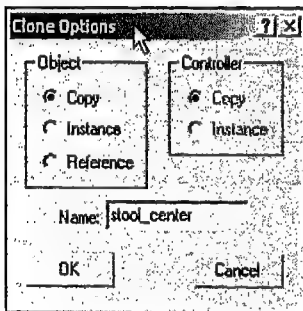 Clone Options
Object
Copy
Instance
Reference
Controller
Copy
Instance
Name: stool_center
OK
Cancel